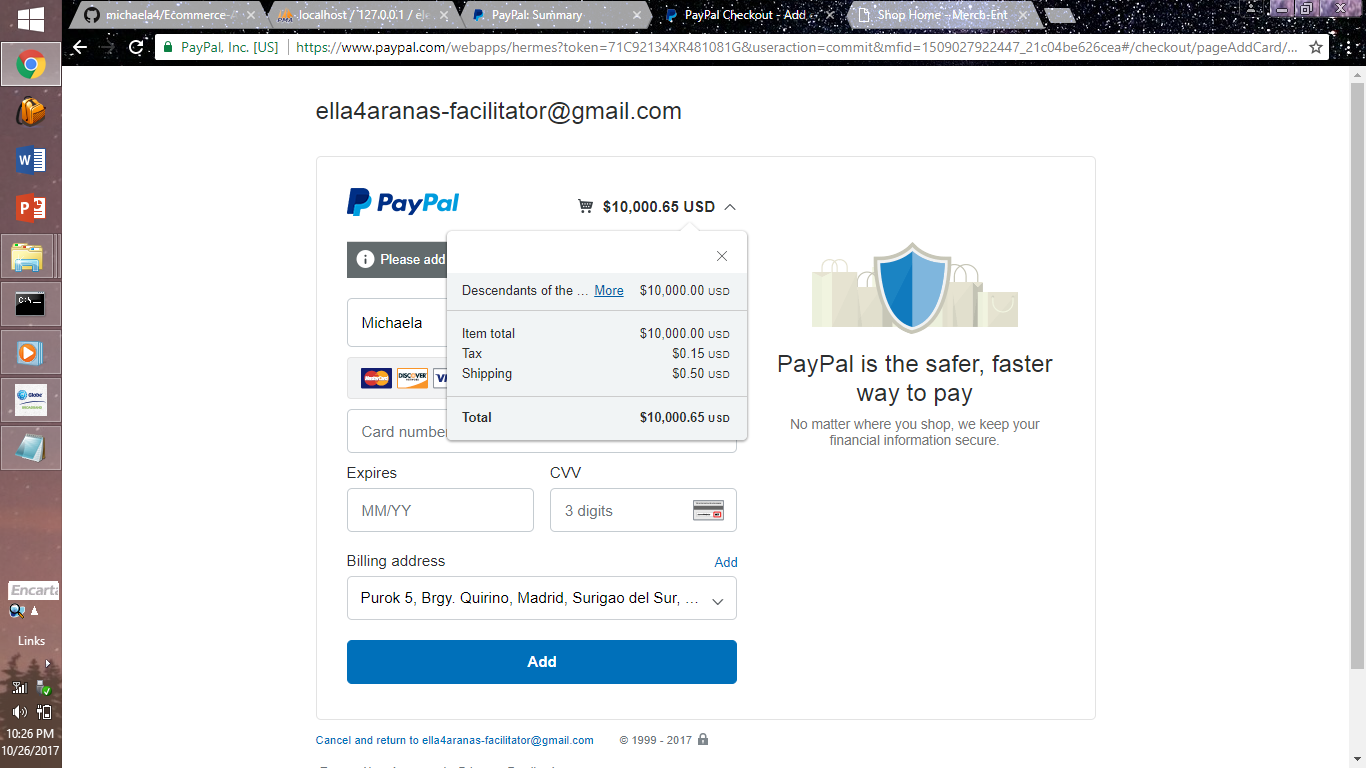 michaela4/Ecommerce-
PMA
localhost / 127.0.0.1 /
PayPal: Summary
PayPal Checkout - Add
Shop Home - Merch-Ent
PayPal, Inc. [US]
https://www.paypal.com/webapps/hermes?token=71C92134XR481081G&useraction=commit&mfid=1509027922447_21c04be626cea#/checkout/pageAddCard/...
ella4aranas-facilitator@gmail.com
PayPal
$10,000.65 USD
Please add
Descendants of the ... More $10,000.00 USD
Michaela
Item total $10,000.00 USD
Tax $0.15 USD
Shipping $0.50 USD
MasterCard
DISCOVER
Total $10,000.65 USD
Card numbe
Expires
CVV
MM/YY
3 digits
Billing address
Add
Purok 5, Brgy. Quirino, Madrid, Surigao del Sur, ...
Add
PayPal is the safer, faster
way to pay
No matter where you shop, we keep your
financial information secure.
Cancel and return to ella4aranas-facilitator@gmail.com
© 1999 - 2017
C:\_
Globe
Encarta
Links
10:26 PM
10/26/2017